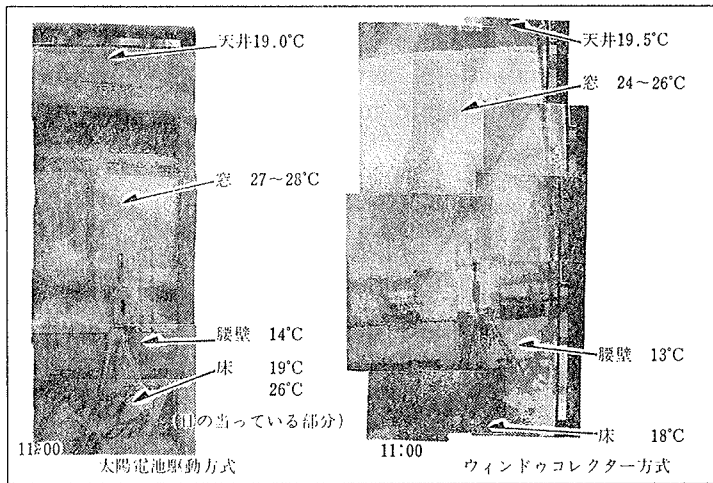 天井19.0°C
窓 27～28°C
腰壁 14°C
床 19°C
26°C
(日の当っている部分)
11:00
太陽電池駆動方式
天井19.5°C
窓 24～26°C
腰壁 13°C
床 18°C
11:00
ウィンドゥコレクター方式